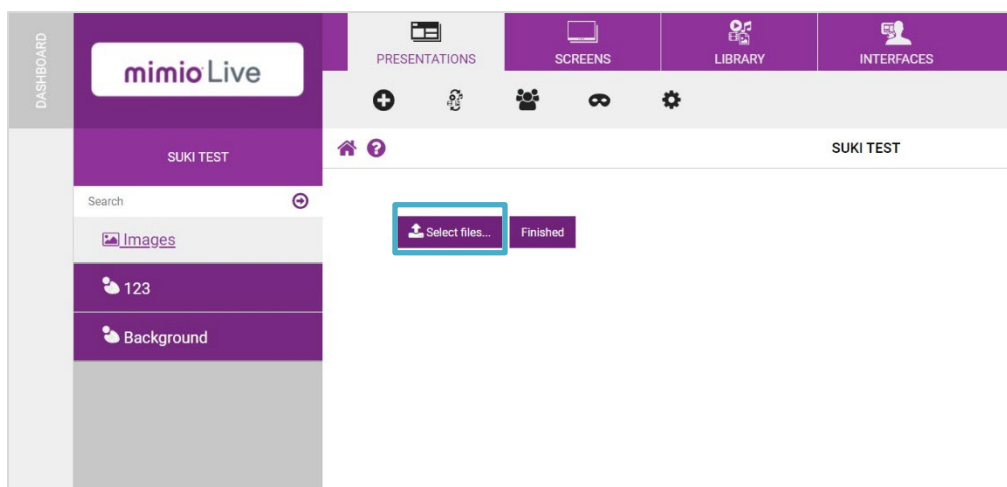 DASHBOARD
mimio Live
PRESENTATIONS
SCREENS
LIBRARY
INTERFACES
SUKI TEST
SUKI TEST
Search
Images
Select files...
Finished
123
Background